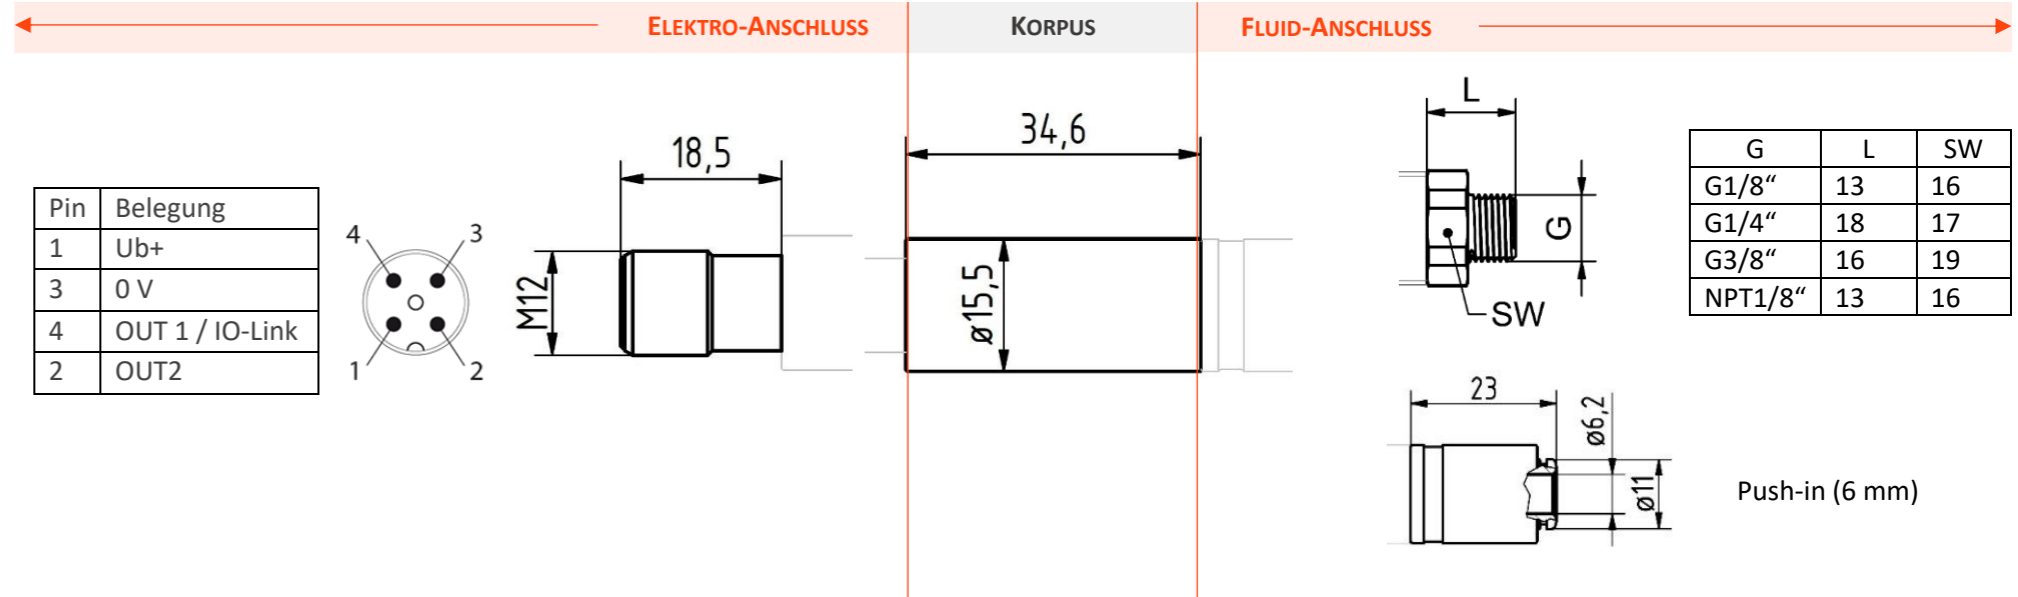 ELEKTRO-ANSCHLUSS
KORPUS
FLUID-ANSCHLUSS
Pin Belegung
1 Ub+
3 0 V
4 OUT 1 / IO-Link
2 OUT2
4 3
1 2
18,5
M12
34,6
ø15,5
L
G
SW
G L SW
G1/8“ 13 16
G1/4“ 18 17
G3/8“ 16 19
NPT1/8“ 13 16
23
ø6,2
ø11
Push-in (6 mm)